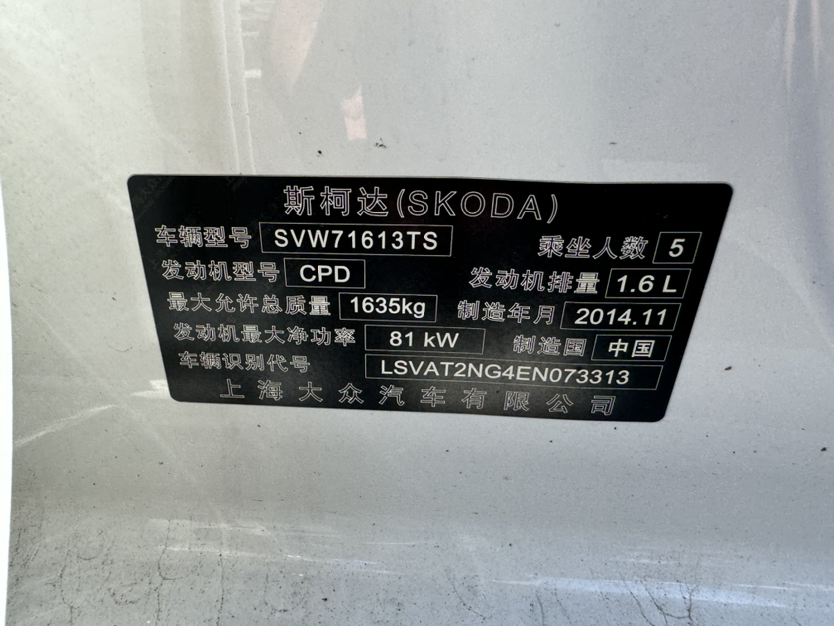 斯柯达(SKODA)
车辆型号 SVW71613TS 乘坐人数 5
发动机型号 CPD 发动机排量 1.6 L
最大允许总质量 1635kg 制造年月 2014.11
发动机最大净功率 81 kW 制造国 中国
车辆识别代号 LSVAT2NG4EN073313
上海大众汽车有限公司